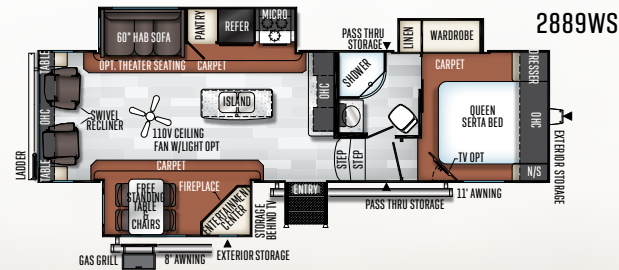 2889WS
60" HAB SOFA
PANTRY
REFER
MICRO
OPT. THEATER SEATING
CARPET
PASS THRU
STORAGE
LINEN
WARDROBE
TABLE
OHC
TABLE
SWIVEL
RECLINER
LADDER
110V CEILING
FAN W/LIGHT OPT
ISLAND
OHC
SHOWER
CARPET
DRESSER
QUEEN
SERTA BED
OHC
TV OPT
N/S
EXTERIOR STORAGE
STEP
STEP
CARPET
FIREPLACE
FREE
STANDING
TABLE
&
CHAIRS
ENTERTAINMENT
CENTER
STORAGE
BEHIND TV
ENTRY
PASS THRU STORAGE
11' AWNING
GAS GRILL
8' AWNING
EXTERIOR STORAGE